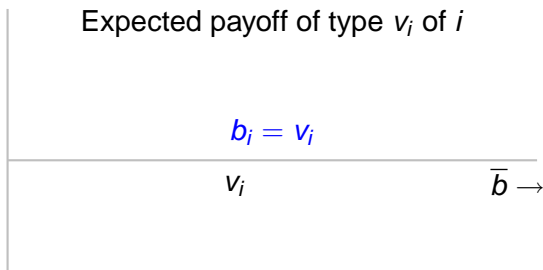 Expected payoff of type vᵢ of i
bᵢ = vᵢ
vᵢ
b̅ →